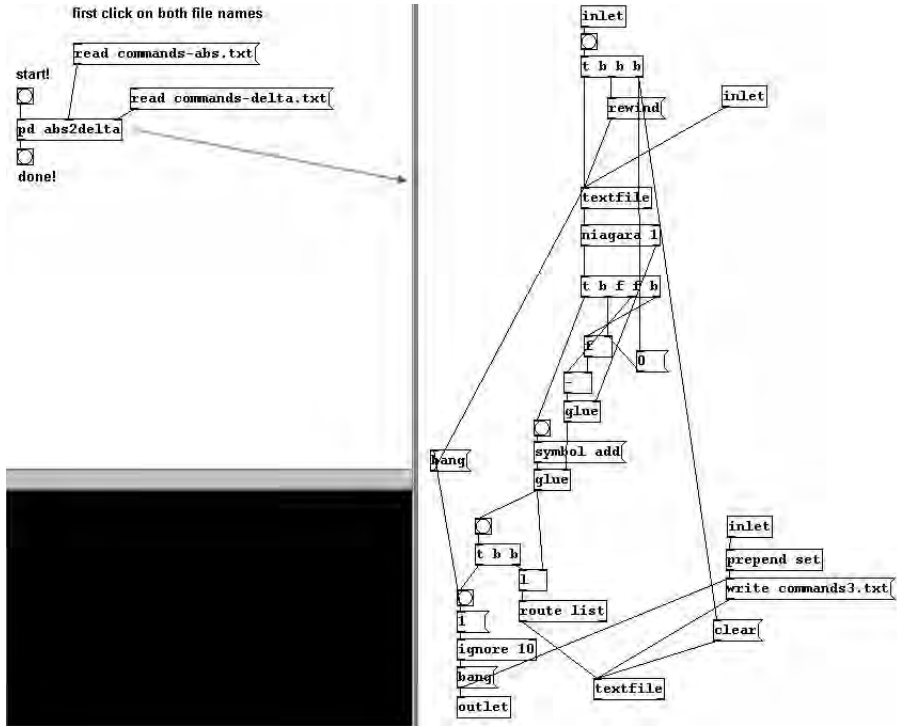 first click on both file names
read commands-abs.txt
start!
read commands-delta.txt
pd abs2delta
done!
inlet
t b b b
rewind
inlet
textfile
niagara 1
t b f f b
f
0
-
glue
symbol add
bang
glue
inlet
t b b
prepend set
l
write commands3.txt
1
route list
clear
ignore 10
bang
textfile
outlet